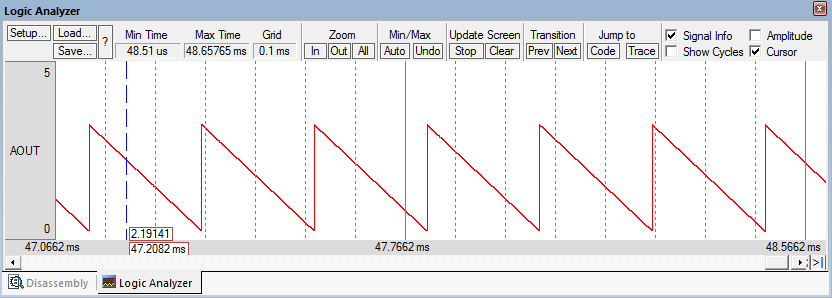 Logic Analyzer
Setup... Load... Save... ? Min Time Max Time Grid Zoom Min/Max Update Screen Transition Jump to Signal Info Amplitude
48.51 us 48.65765 ms 0.1 ms In Out All Auto Undo Stop Clear Prev Next Code Trace Show Cycles Cursor
5
AOUT
0
2.19141
47.0662 ms 47.2082 ms 47.7662 ms 48.5662 ms
Disassembly Logic Analyzer